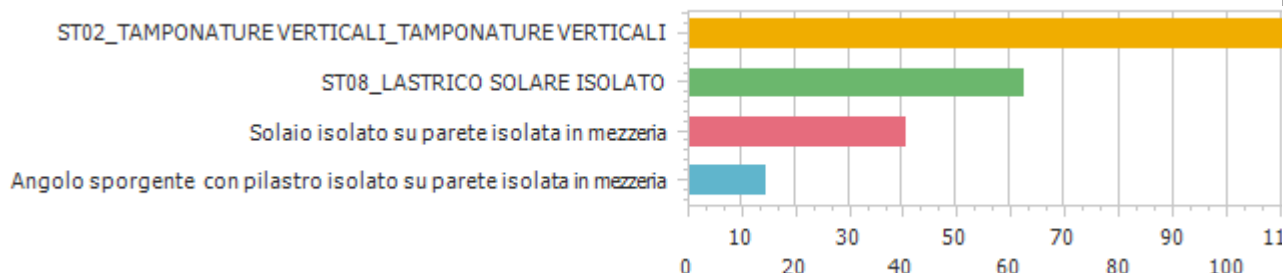 ST02_TAMPONATURE VERTICALI_TAMPONATURE VERTICALI
ST08_LASTRICO SOLARE ISOLATO
Solaio isolato su parete isolata in mezzeria
Angolo sporgente con pilastro isolato su parete isolata in mezzeria
10 30 50 70 90 11
0 20 40 60 80 100